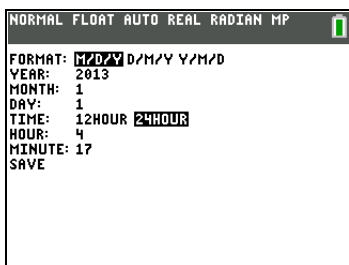 NORMAL FLOAT AUTO REAL RADIAN MP
FORMAT: M/D/Y D/M/Y Y/M/D
YEAR: 2013
MONTH: 1
DAY: 1
TIME: 12HOUR 24HOUR
HOUR: 4
MINUTE: 17
SAVE